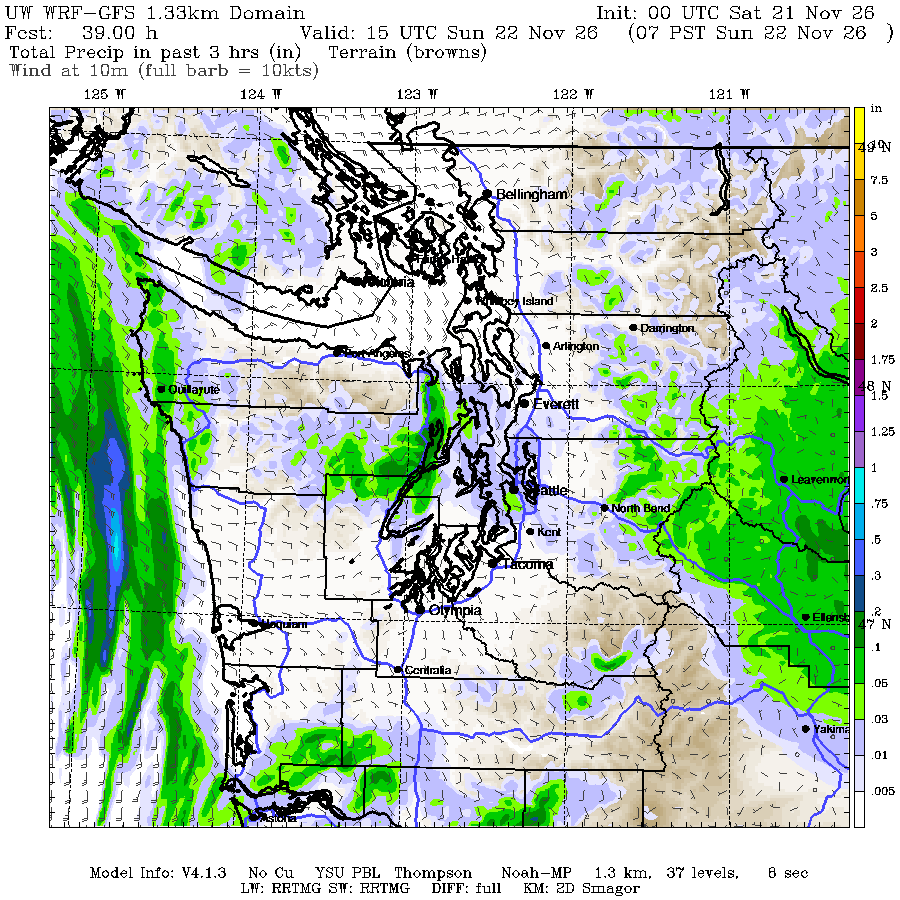 UW WRF-GFS 1.33km Domain Init: 00 UTC Sat 21 Nov 26
Fcst: 39.00 h Valid: 15 UTC Sun 22 Nov 26 (07 PST Sun 22 Nov 26 )
Total Precip in past 3 hrs (in) Terrain (browns)
Wind at 10m (full barb = 10kts)
125 W 124 W 123 W 122 W 121 W
in
10
49 N
Bellingham
7.5
5
3
Victoria
2.5
Whidbey Island
2
Darrington
Arlington
Port Angeles
1.75
48 N
Quillayute
1.5
Everett
1.25
1
Leavenwor
Seattle
.75
North Bend
Kent
.5
Tacoma
.3
Olympia
.2
Ellensb
47 N
Hoquiam
.1
Centralia
.05
.03
Yakima
.01
.005
Astoria
Model Info: V4.1.3 No Cu YSU PBL Thompson Noah-MP 1.3 km, 37 levels, 8 sec
LW: RRTMG SW: RRTMG DIFF: full KM: 2D Smagor